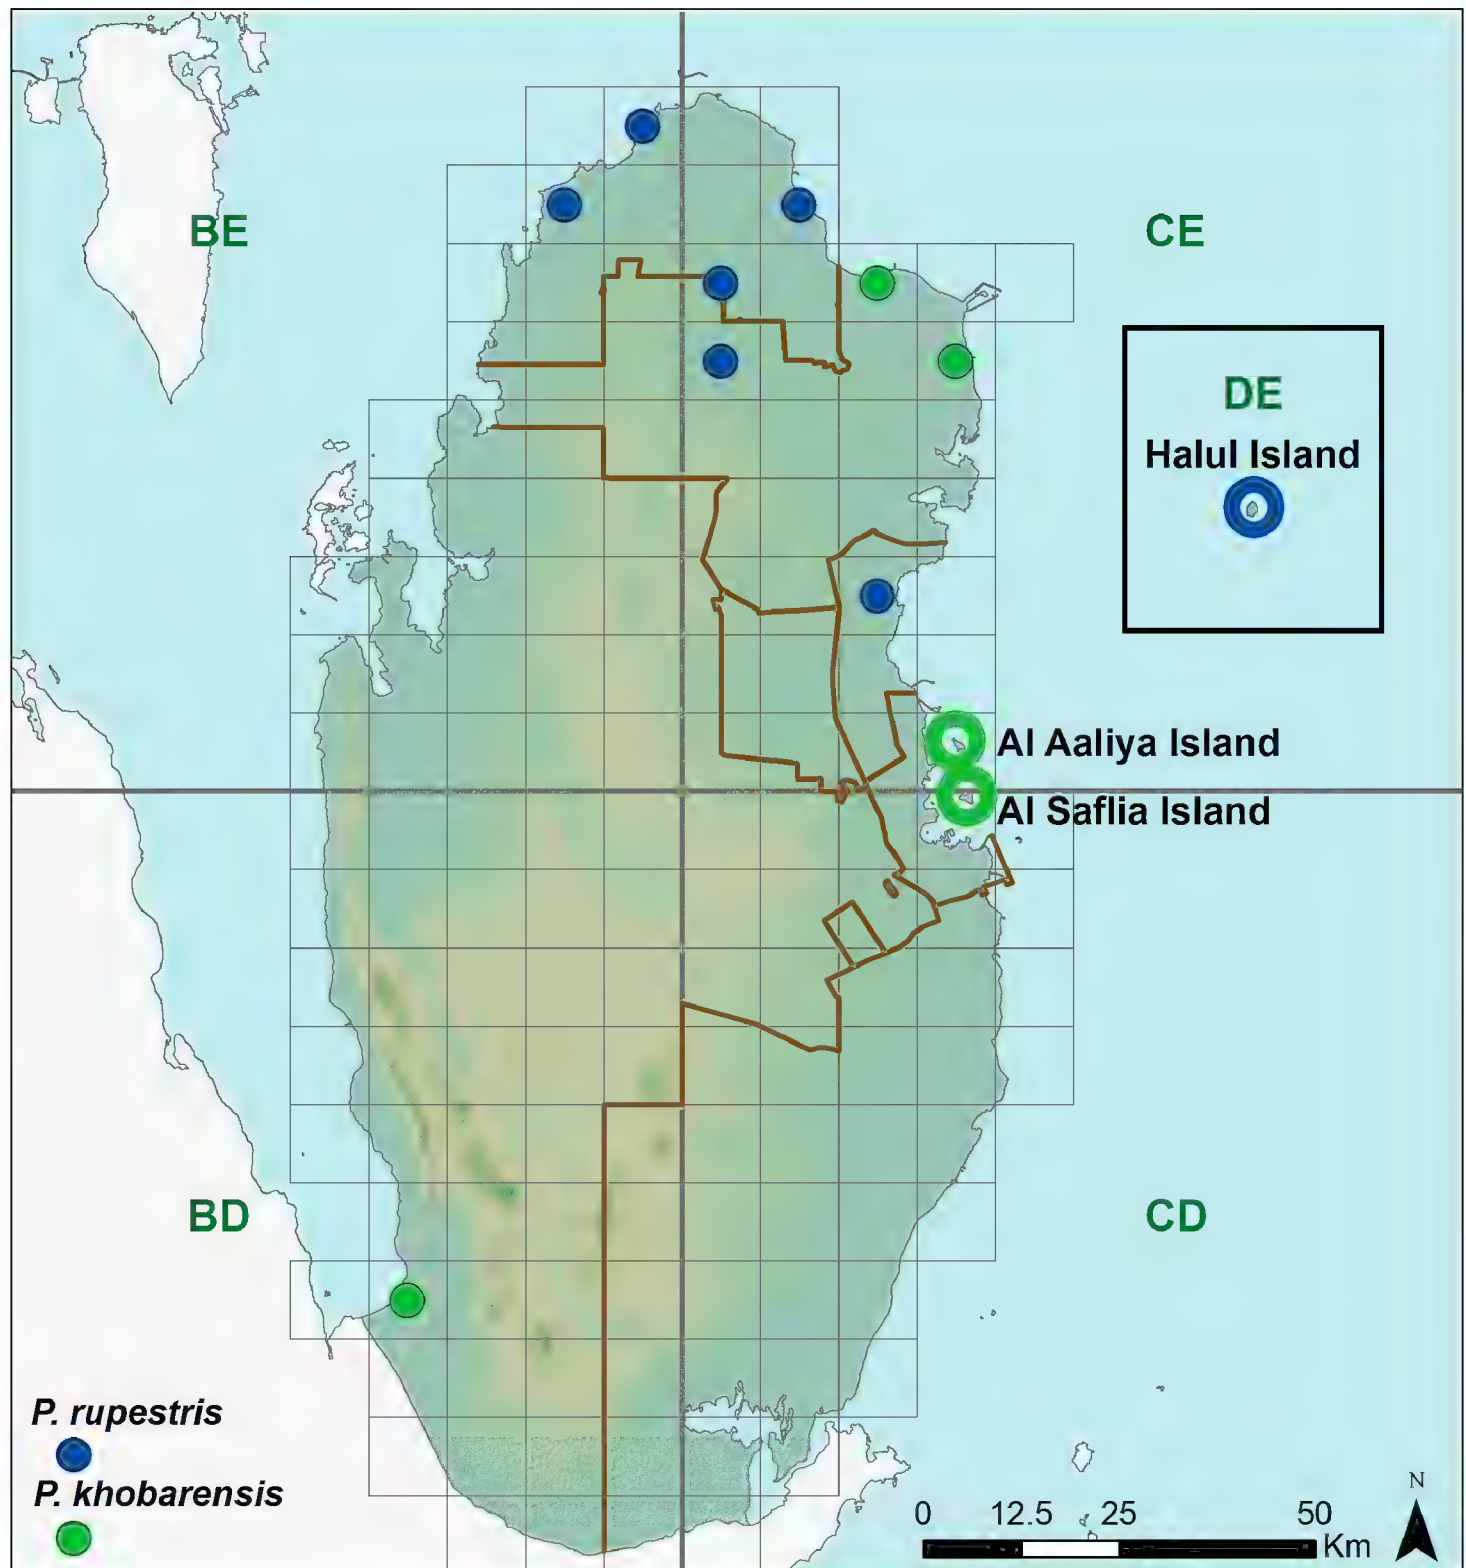 BE
CE
DE
Halul Island
Al Aaliya Island
Al Saflia Island
BD
CD
P. rupestris
P. khobarensis
0 12.5 25 50
Km
N